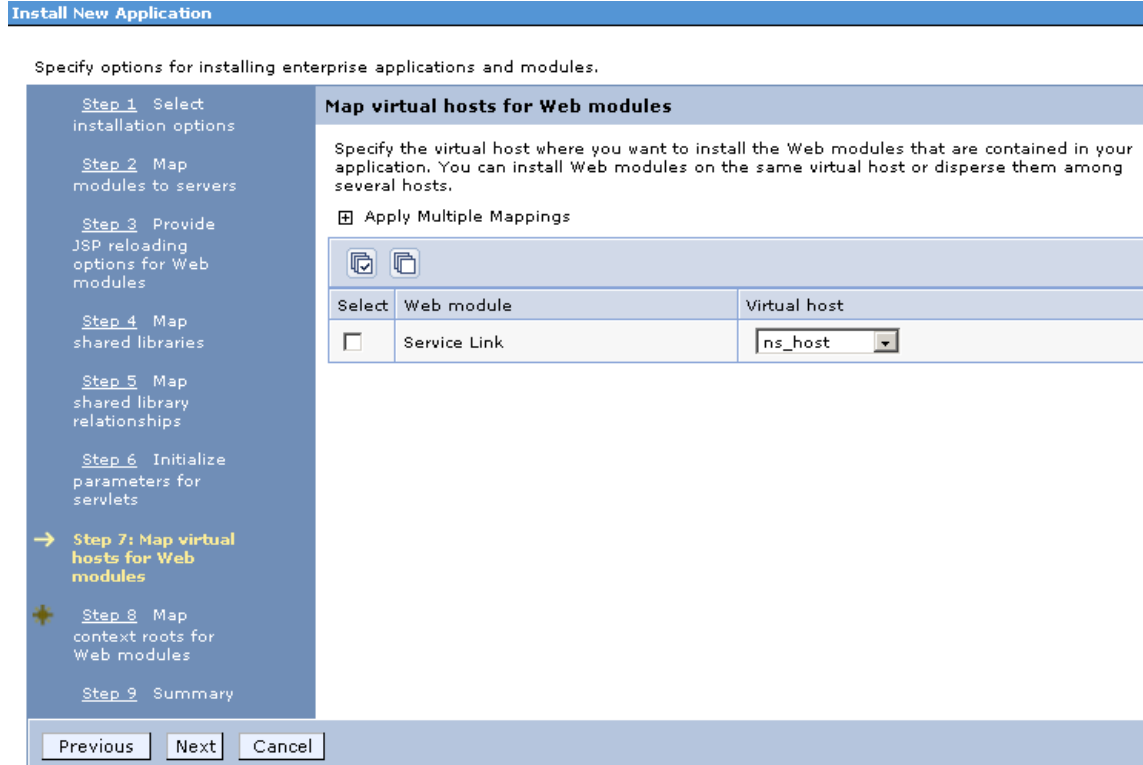 Install New Application
Specify options for installing enterprise applications and modules.
Step 1 Select
installation options
Step 2 Map
modules to servers
Step 3 Provide
JSP reloading
options for Web
modules
Step 4 Map
shared libraries
Step 5 Map
shared library
relationships
Step 6 Initialize
parameters for
servlets
Step 7: Map virtual
hosts for Web
modules
Step 8 Map
context roots for
Web modules
Step 9 Summary
Map virtual hosts for Web modules
Specify the virtual host where you want to install the Web modules that are contained in your
application. You can install Web modules on the same virtual host or disperse them among
several hosts.
Apply Multiple Mappings
Select Web module Virtual host
Service Link ns_host
Previous Next Cancel